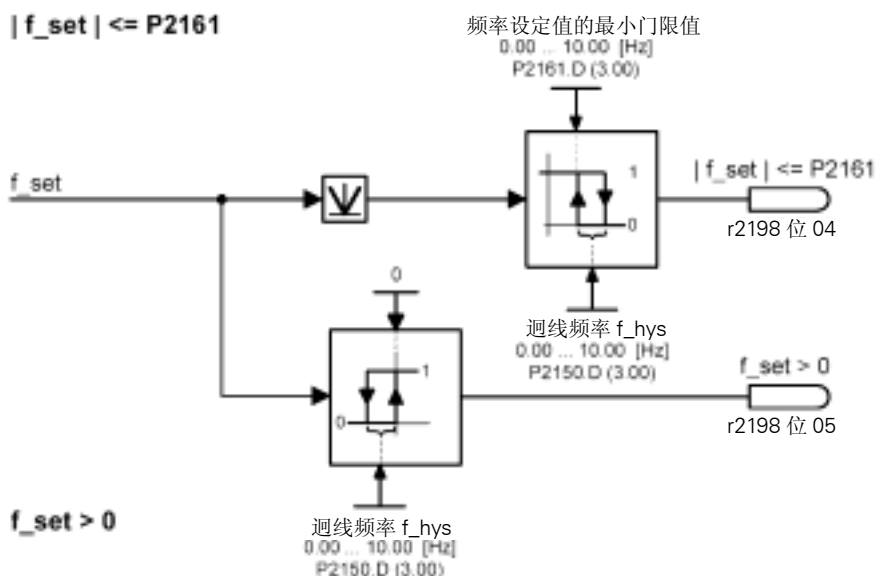 | f_set | <= P2161
频率设定值的最小门限值
0.00 ... 10.00 [Hz]
P2161.D (3.00)
f_set
1
0
| f_set | <= P2161
r2198 位 04
迥线频率 f_hys
0.00 ... 10.00 [Hz]
P2150.D (3.00)
0
1
0
f_set > 0
r2198 位 05
f_set > 0
迥线频率 f_hys
0.00 ... 10.00 [Hz]
P2150.D (3.00)